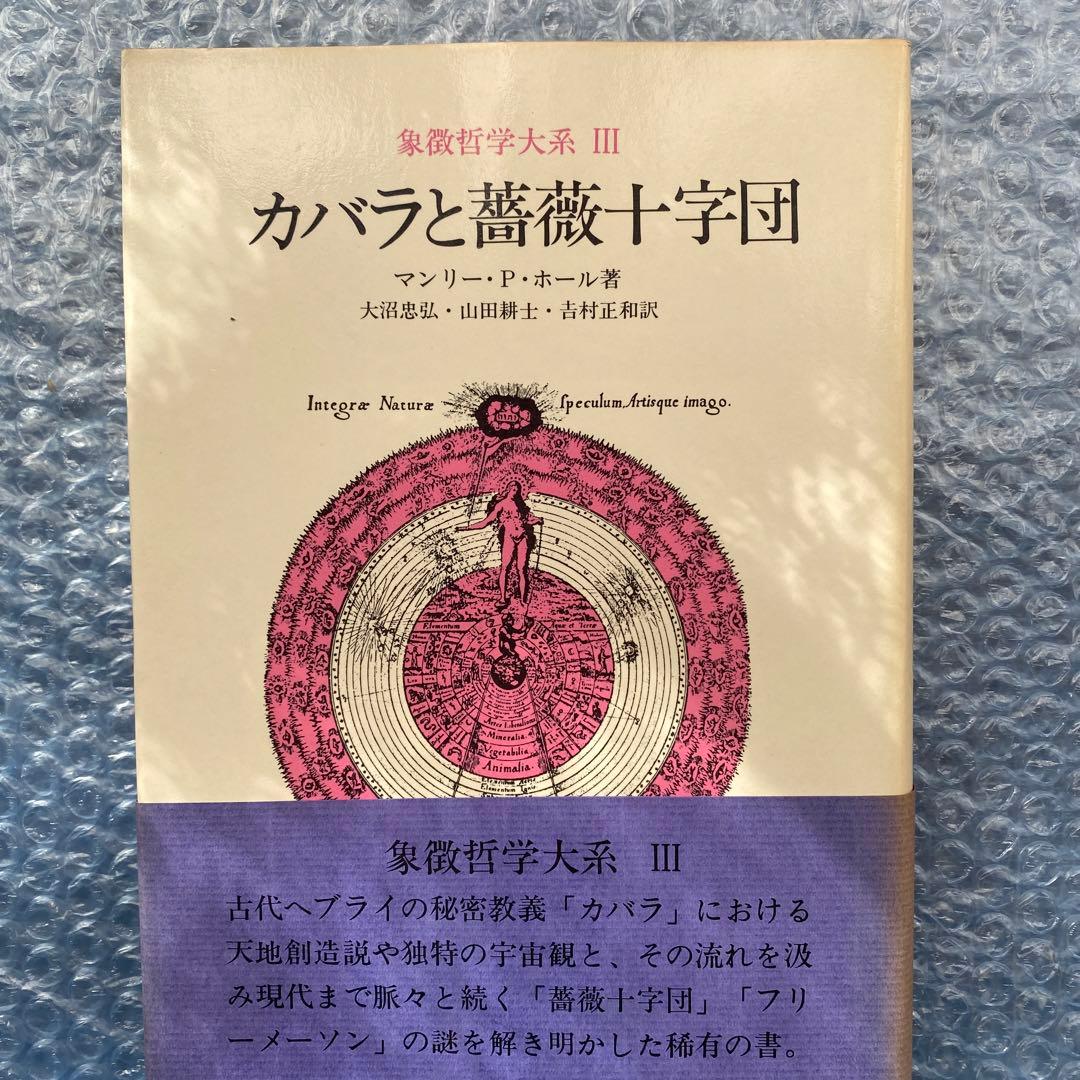 象徴哲学大系 III
カバラと薔薇十字団
マンリー・P・ホール著
大沼忠弘・山田耕士・吉村正和訳
Integræ Naturæ Speculum Artisque imago.
Elementum Aquæ et Terræ
Mineralia
Vegetabilia
Animalia.
象徴哲学大系 III
古代ヘブライの秘密教義「カバラ」における
天地創造説や独特の宇宙観と、その流れを汲
み現代まで脈々と続く「薔薇十字団」「フリ
ーメーソン」の謎を解き明かした稀有の書。